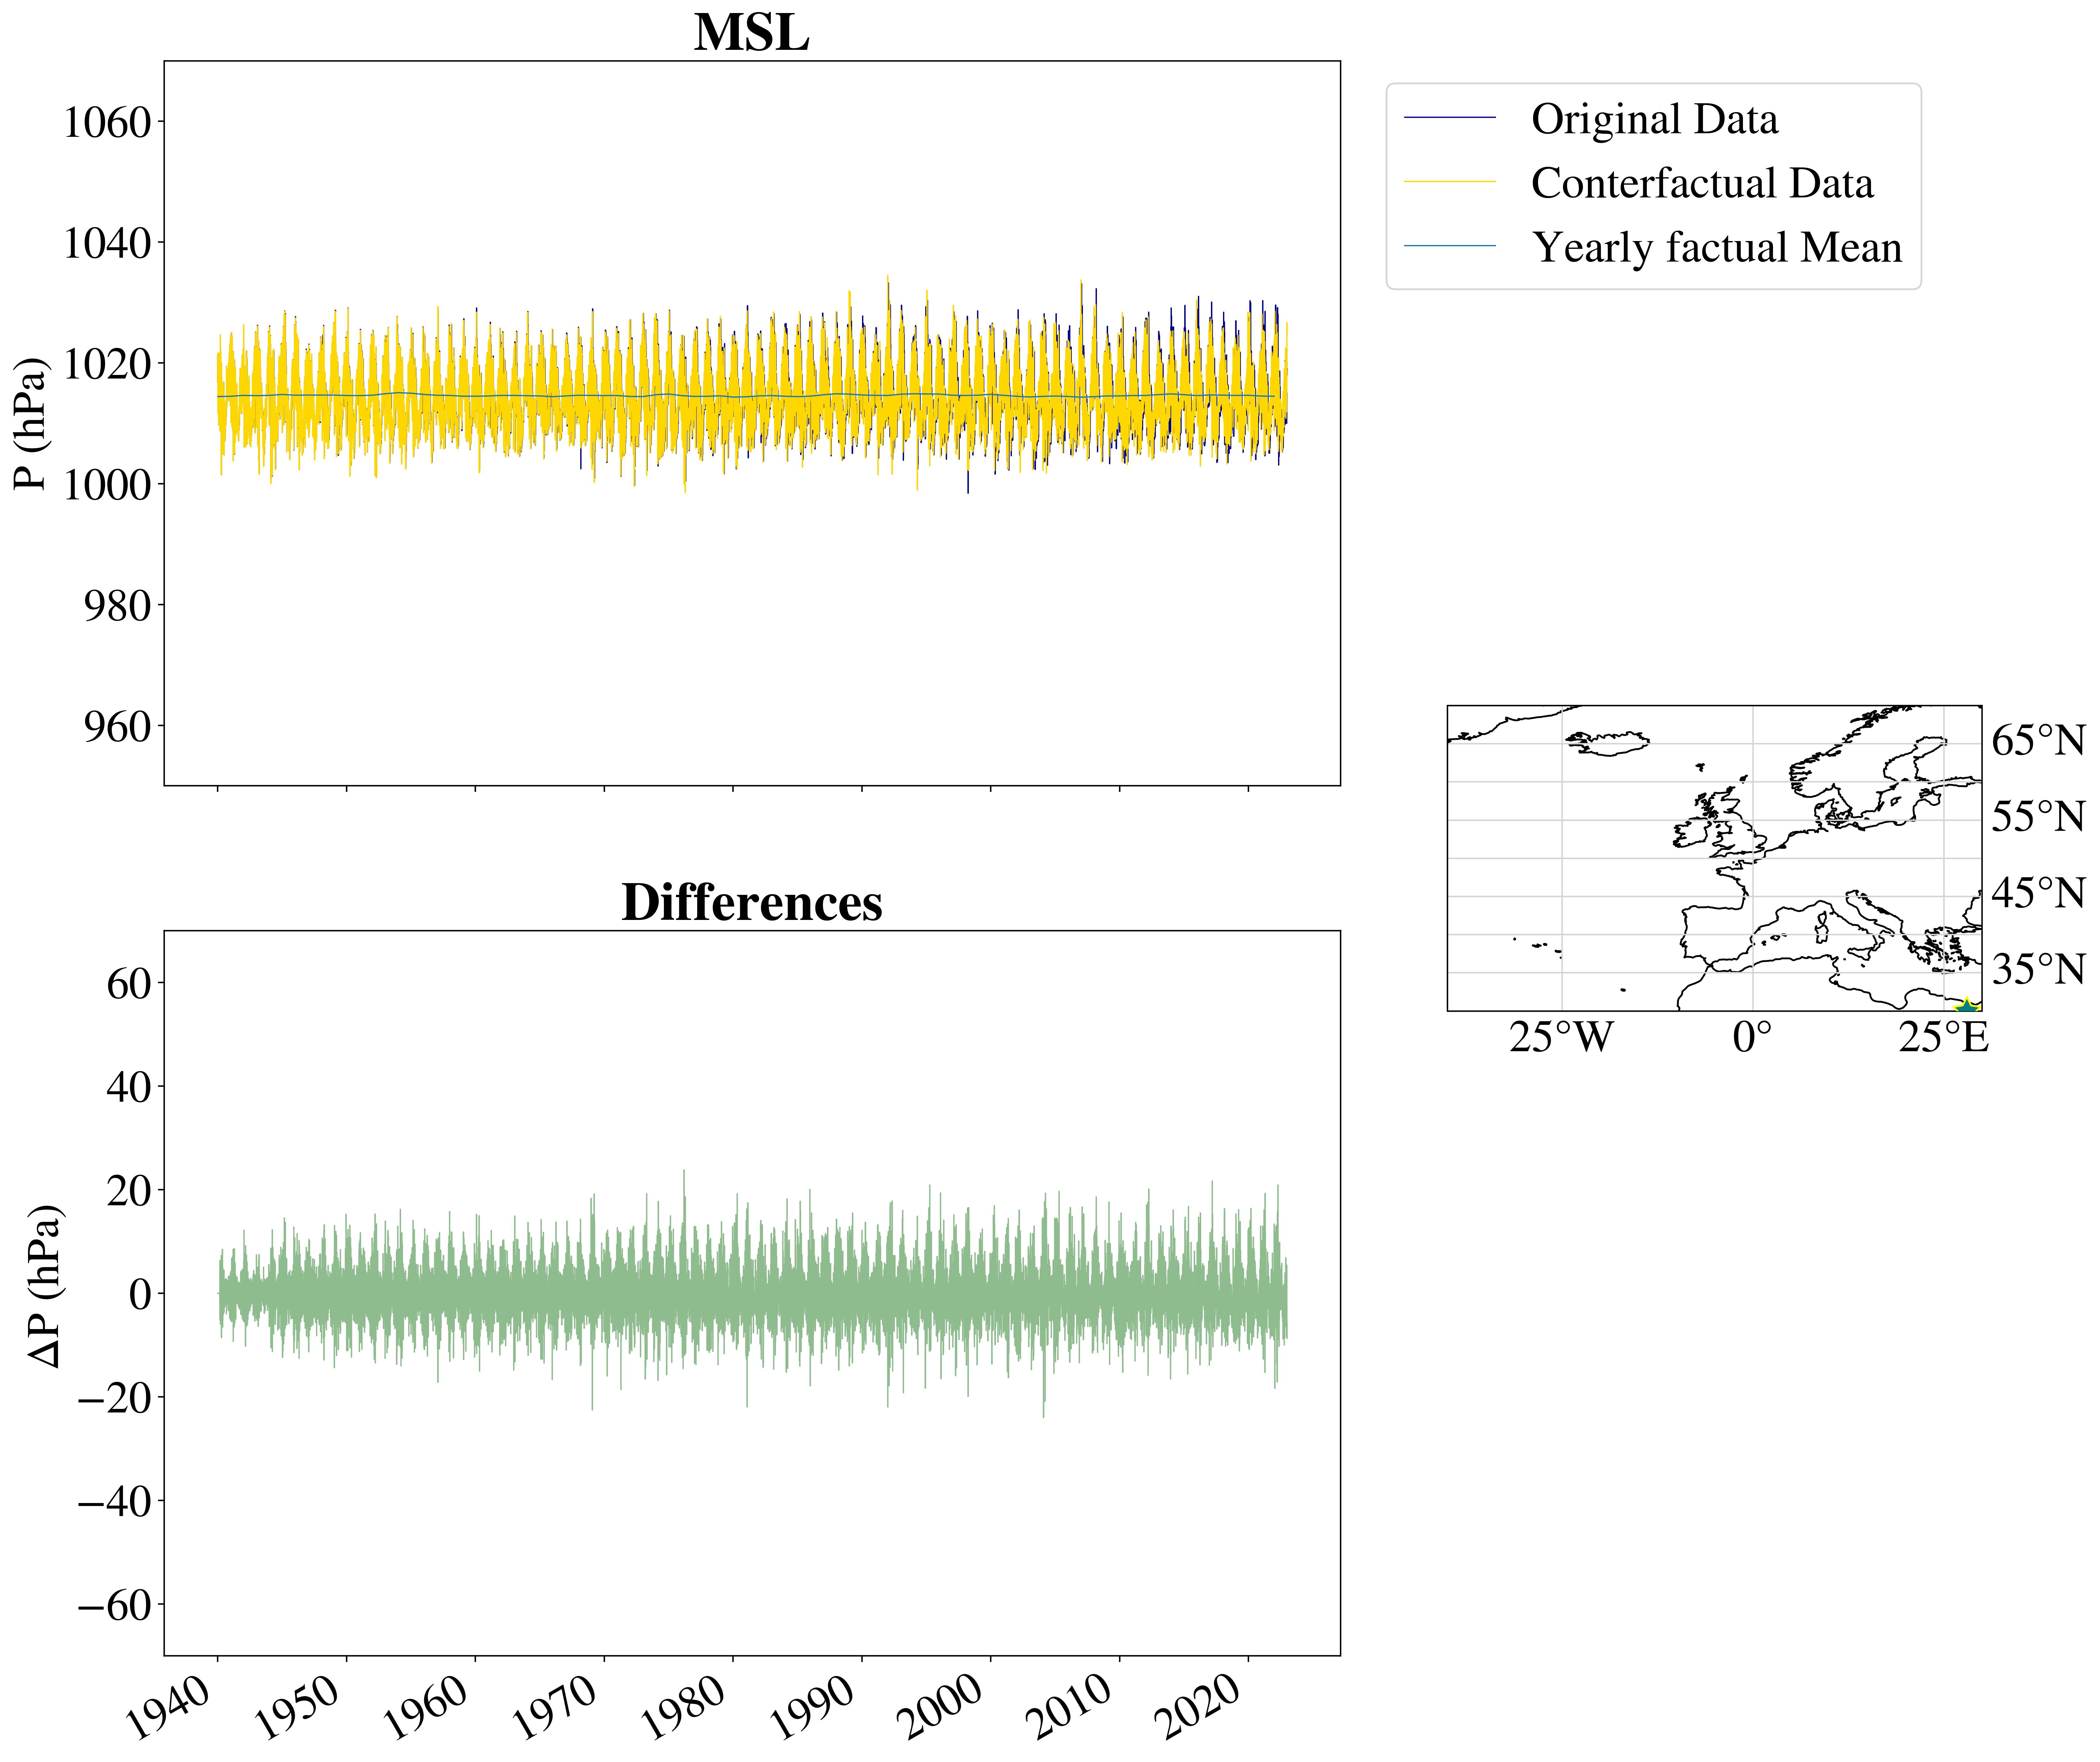 MSL
P (hPa)
1060
1040
1020
1000
980
960
Original Data
Conterfactual Data
Yearly factual Mean
65°N
55°N
45°N
35°N
25°W 0° 25°E
Differences
ΔP (hPa)
60
40
20
0
−20
−40
−60
1940 1950 1960 1970 1980 1990 2000 2010 2020